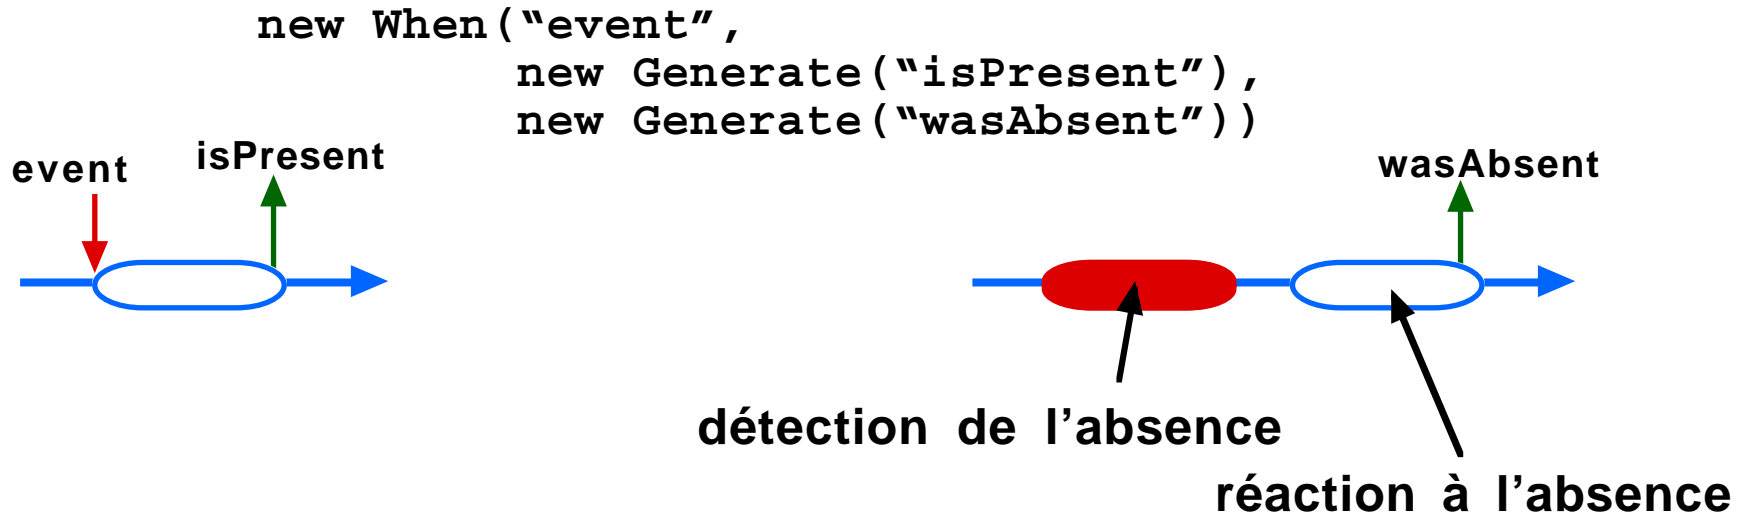 new When(“event”,
new Generate(“isPresent”),
new Generate(“wasAbsent”))
event
isPresent
wasAbsent
détection de l’absence
réaction à l’absence